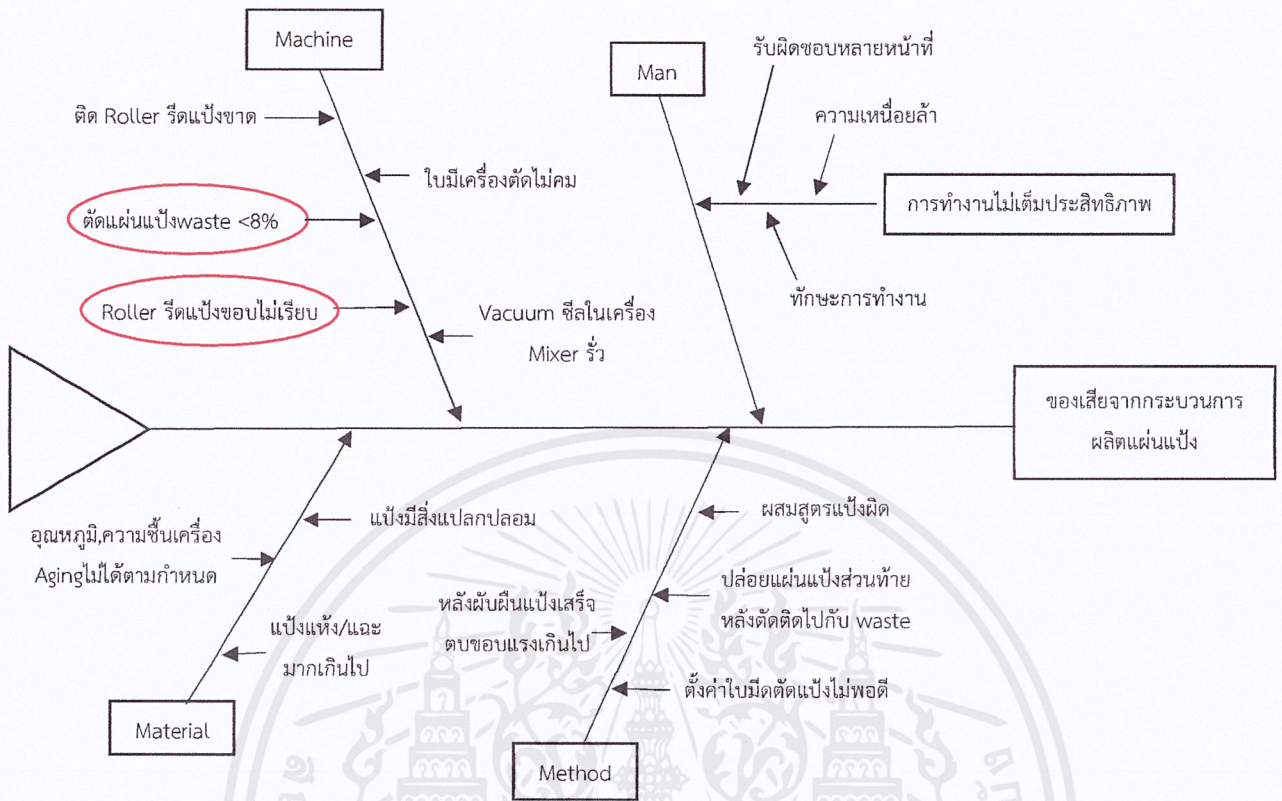 Machine
Man
รับผิดชอบหลายหน้าที่
ติด Roller รีดแป้งขาด
ความเหนื่อยล้า
ใบมีเครื่องตัดไม่คม
ตัดแผ่นแป้งwaste <8%
การทำงานไม่เต็มประสิทธิภาพ
ทักษะการทำงาน
Roller รีดแป้งขอบไม่เรียบ
Vacuum ซีลในเครื่อง
Mixer รั่ว
ของเสียจากกระบวนการ
ผลิตแผ่นแป้ง
แป้งมีสิ่งแปลกปลอม
ผสมสูตรแป้งผิด
อุณหภูมิ,ความชื้นเครื่อง
Agingไม่ได้ตามกำหนด
ปล่อยแผ่นแป้งส่วนท้าย
หลังตัดติดไปกับ waste
หลังผับผืนแป้งเสร็จ
ตบขอบแรงเกินไป
แป้งแห้ง/แฉะ
มากเกินไป
ตั้งค่าใบมีดตัดแป้งไม่พอดี
Material
Method